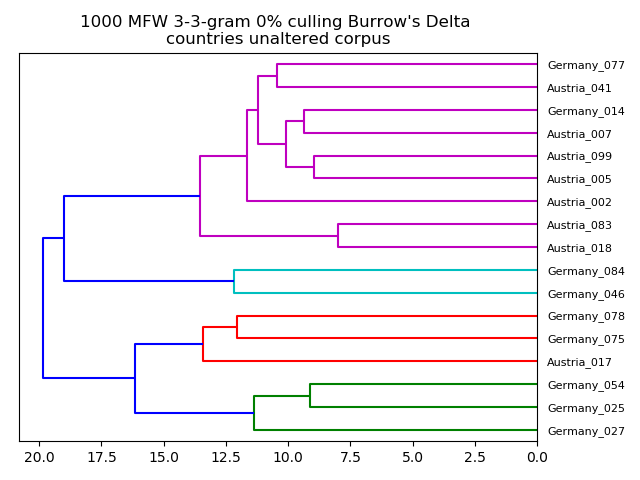 1000 MFW 3-3-gram 0% culling Burrow's Delta
countries unaltered corpus
Germany_077
Austria_041
Germany_014
Austria_007
Austria_099
Austria_005
Austria_002
Austria_083
Austria_018
Germany_084
Germany_046
Germany_078
Germany_075
Austria_017
Germany_054
Germany_025
Germany_027
20.0 17.5 15.0 12.5 10.0 7.5 5.0 2.5 0.0